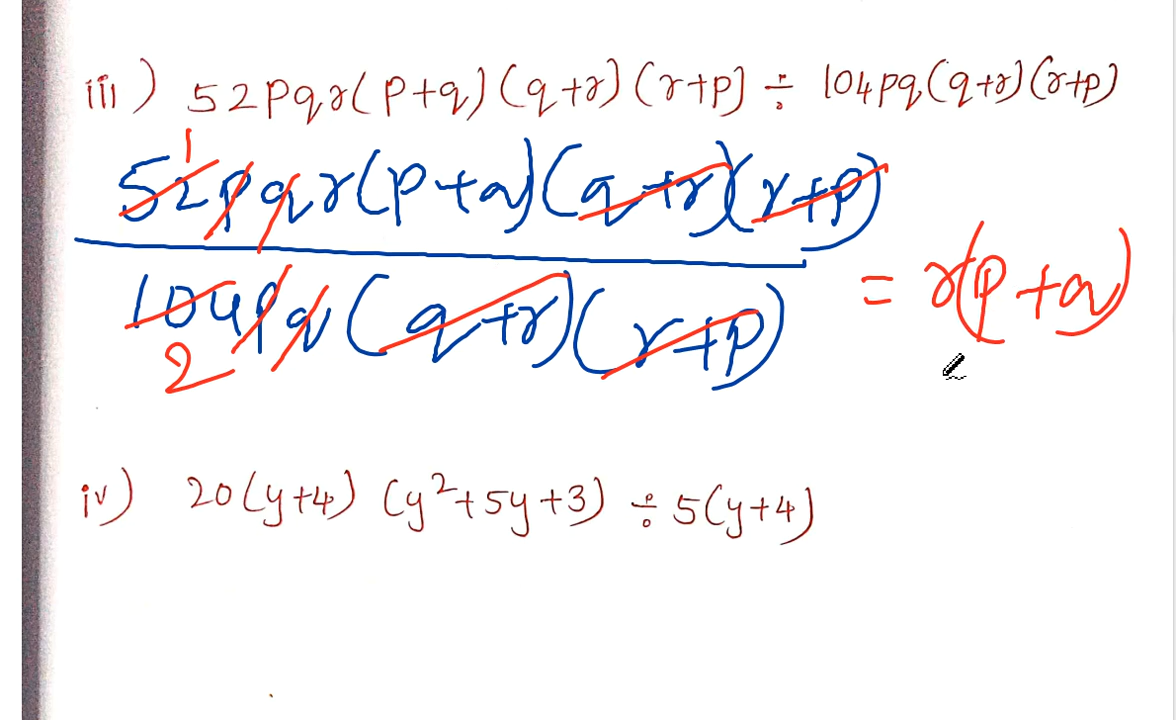 iii) 52pqr(p+q)(q+r)(r+p) ÷ 104pq(q+r)(r+p)
1
52pqr(p+q)(q+r)(r+p)
104pq(q+r)(r+p) = r(p+q)
2
iv) 20(y+4) (y²+5y+3) ÷ 5(y+4)